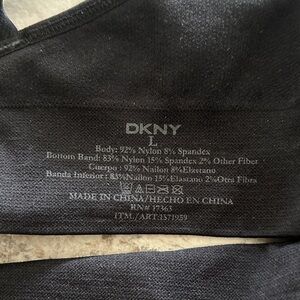 DKNY
L
Body: 92% Nylon 8% Spandex
Bottom Band: 83% Nylon 15% Spandex 2% Other Fiber
Cuerpo : 92% Nailon 8%Elastano
Banda Inferior : 83%Nailon 15%Elastano 2%Otra Fibra
MADE IN CHINA/HECHO EN CHINA
RN# 17363
ITM./ART.1571959